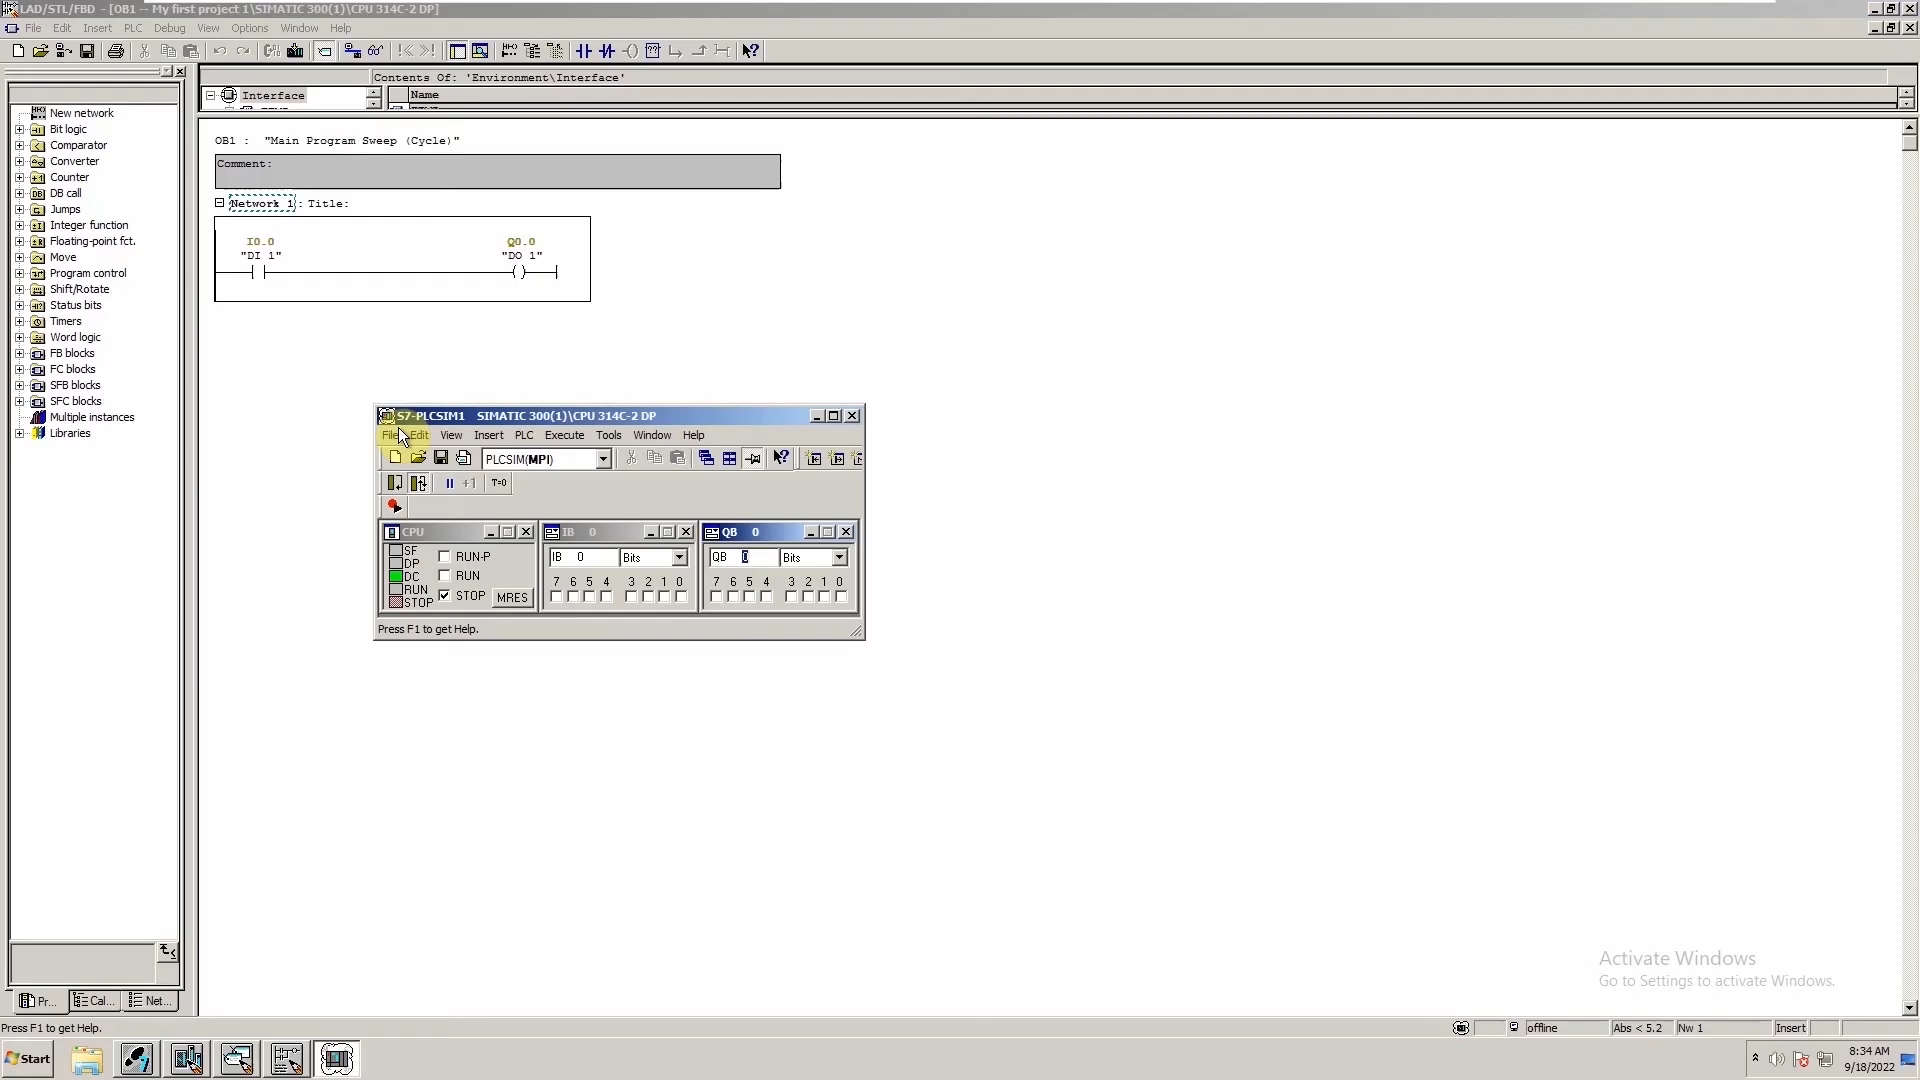 LAD/STL/FBD - [OB1 -- My first project 1\SIMATIC 300(1)\CPU 314C-2 DP]
File Edit Insert PLC Debug View Options Window Help
Contents Of: 'Environment\Interface'
Interface
Name
New network
Bit logic
Comparator
Converter
Counter
DB call
Jumps
Integer function
Floating-point fct.
Move
Program control
Shift/Rotate
Status bits
Timers
Word logic
FB blocks
FC blocks
SFB blocks
SFC blocks
Multiple instances
Libraries
OB1 : "Main Program Sweep (Cycle)"
Comment:
Network 1: Title:
I0.0 Q0.0
"DI 1" "DO 1"
S7-PLCSIM1 SIMATIC 300(1)\CPU 314C-2 DP
File Edit View Insert PLC Execute Tools Window Help
PLCSIM(MPI)
+1 T=0
CPU
SF
DP
DC
RUN
STOP
RUN-P
RUN
STOP
MRES
IB 0
IB 0 Bits
7 6 5 4 3 2 1 0
QB 0
QB 0 Bits
7 6 5 4 3 2 1 0
Press F1 to get Help.
Activate Windows
Go to Settings to activate Windows.
Pr... Cal... Net...
Press F1 to get Help.
offline Abs < 5.2 Nw 1 Insert
Start
8:34 AM
9/18/2022